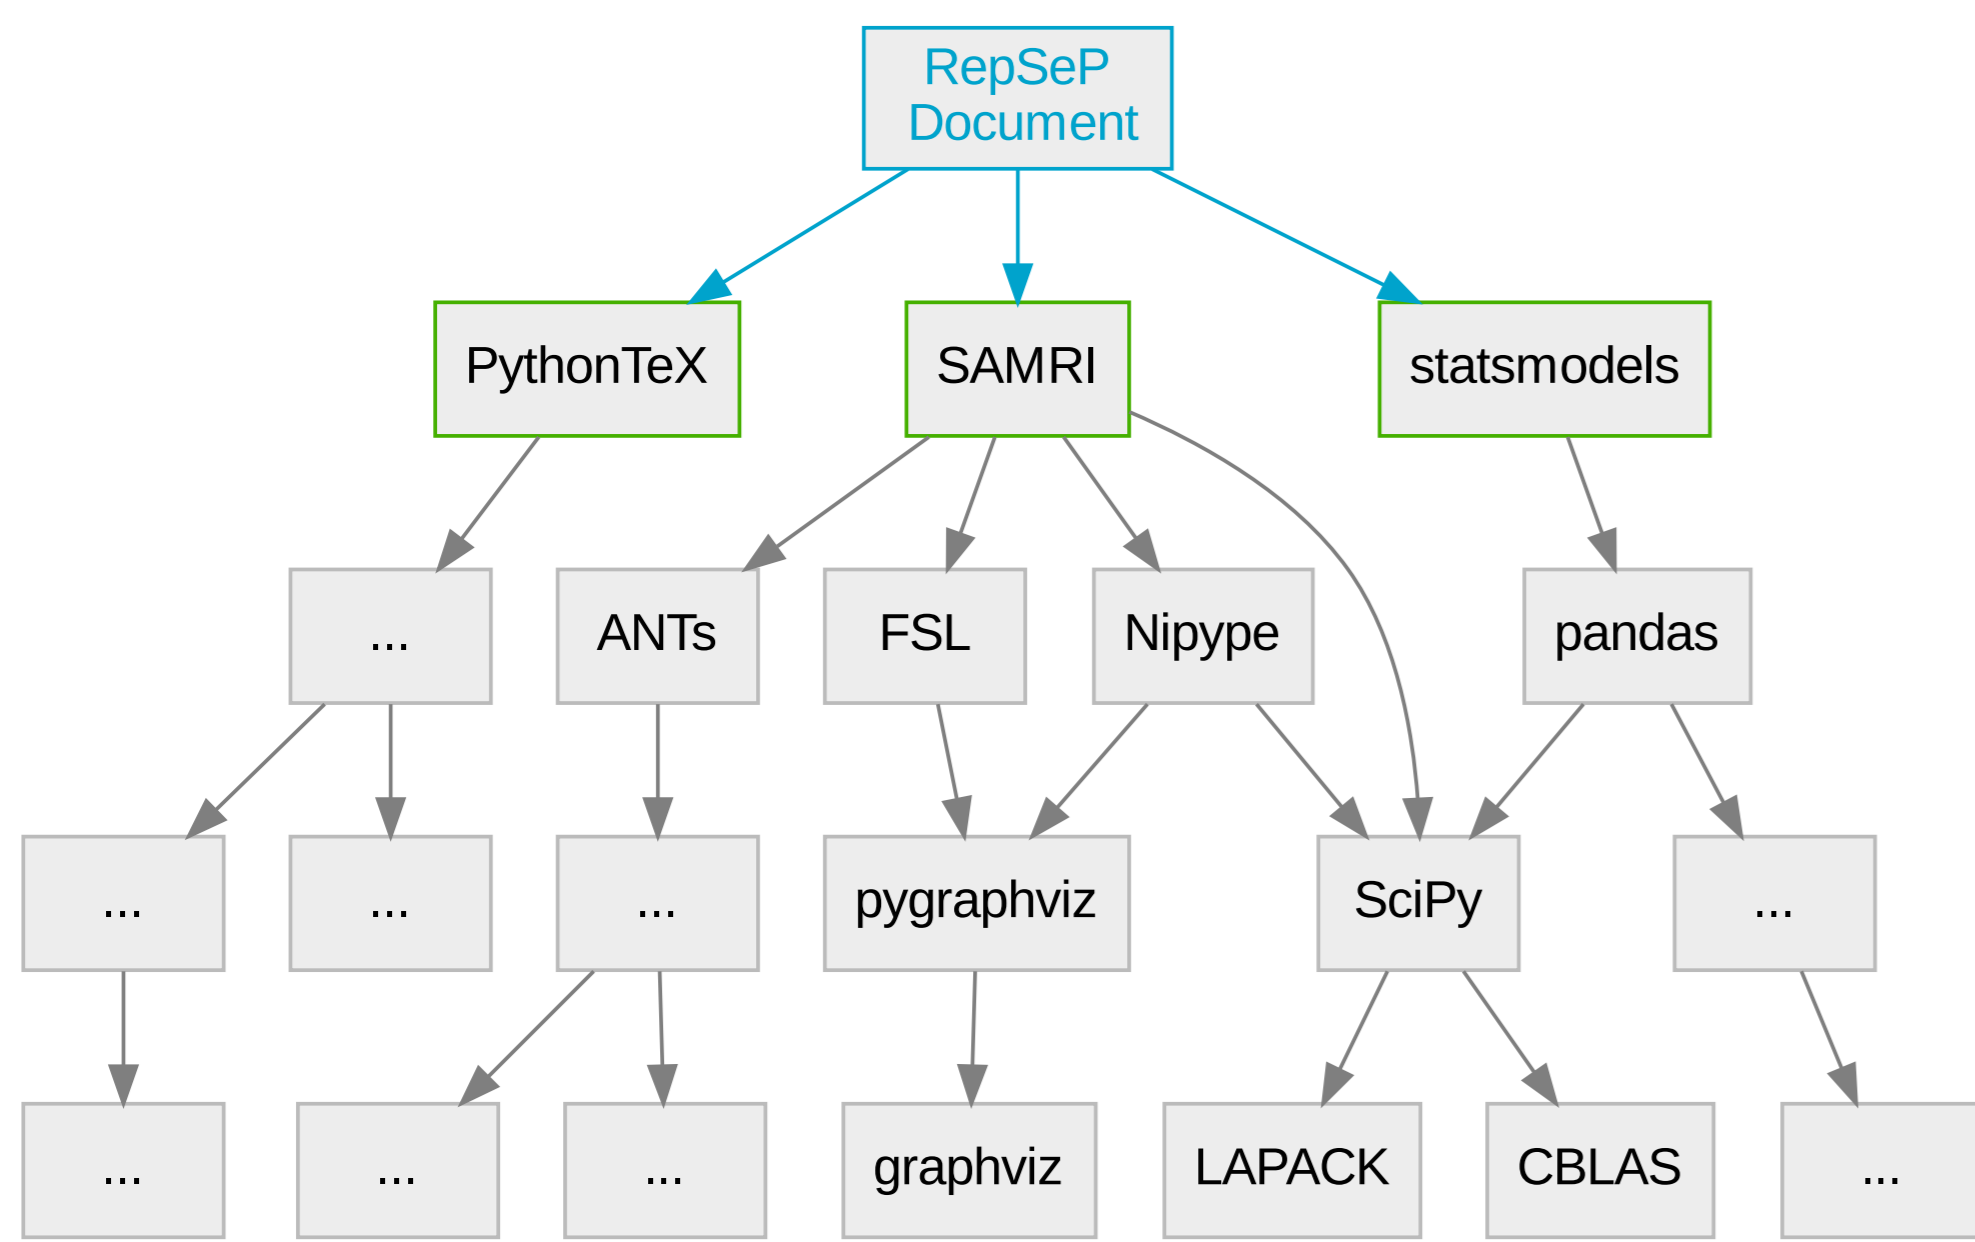 RepSeP
Document
PythonTeX
SAMRI
statsmodels
...
ANTs
FSL
Nipype
pandas
...
...
...
pygraphviz
SciPy
...
...
...
...
graphviz
LAPACK
CBLAS
...